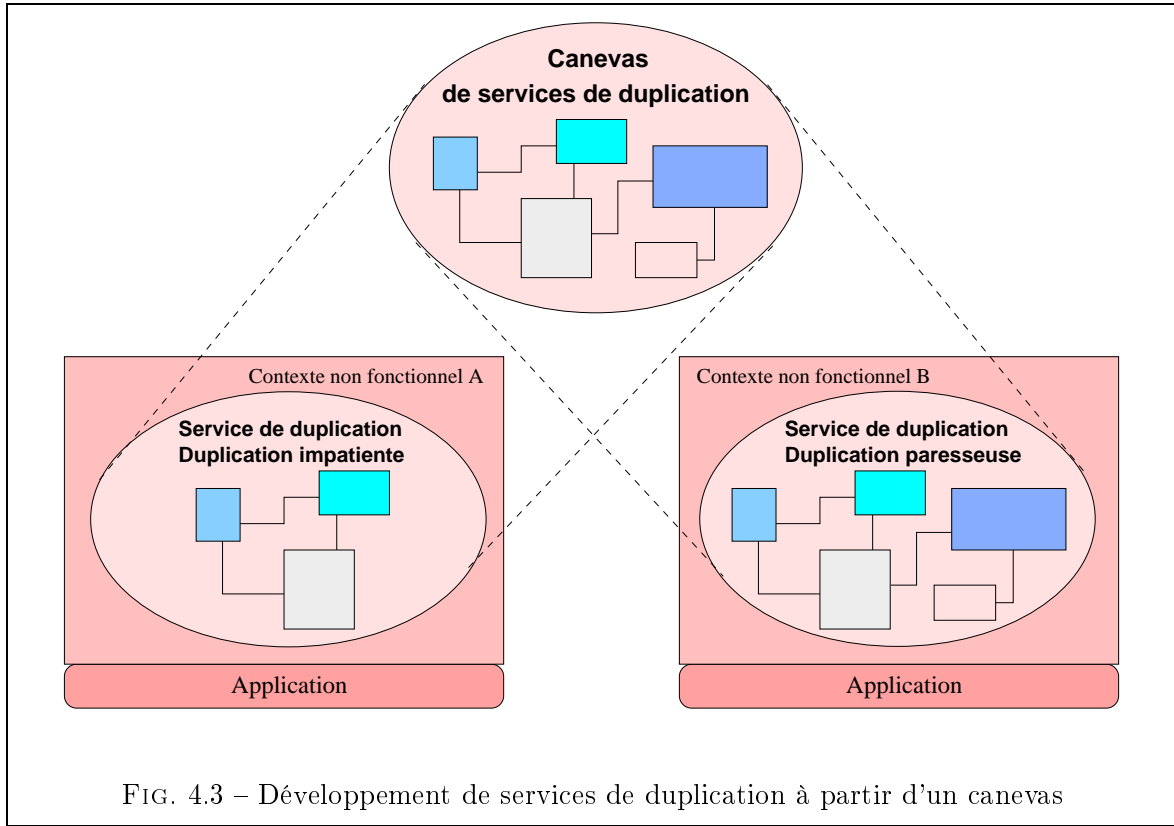 Canevas
de services de duplication
Contexte non fonctionnel A
Service de duplication
Duplication impatiente
Application
Contexte non fonctionnel B
Service de duplication
Duplication paresseuse
Application
FIG. 4.3 – Développement de services de duplication à partir d'un canevas